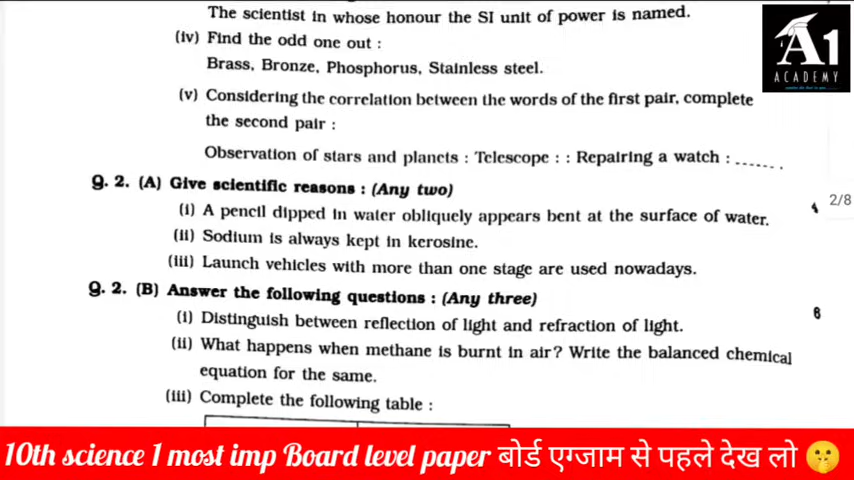 The scientist in whose honour the SI unit of power is named.
(iv) Find the odd one out :
Brass, Bronze, Phosphorus, Stainless steel.
(v) Considering the correlation between the words of the first pair, complete
the second pair :
Observation of stars and planets : Telescope : : Repairing a watch : ...... .
Q. 2. (A) Give scientific reasons : (Any two)
4
(i) A pencil dipped in water obliquely appears bent at the surface of water.
(ii) Sodium is always kept in kerosine.
(iii) Launch vehicles with more than one stage are used nowadays.
Q. 2. (B) Answer the following questions : (Any three)
6
(i) Distinguish between reflection of light and refraction of light.
(ii) What happens when methane is burnt in air? Write the balanced chemical
equation for the same.
(iii) Complete the following table :
A1
ACADEMY
2/8
10th science 1 most imp Board level paper बोर्ड एग्जाम से पहले देख लो